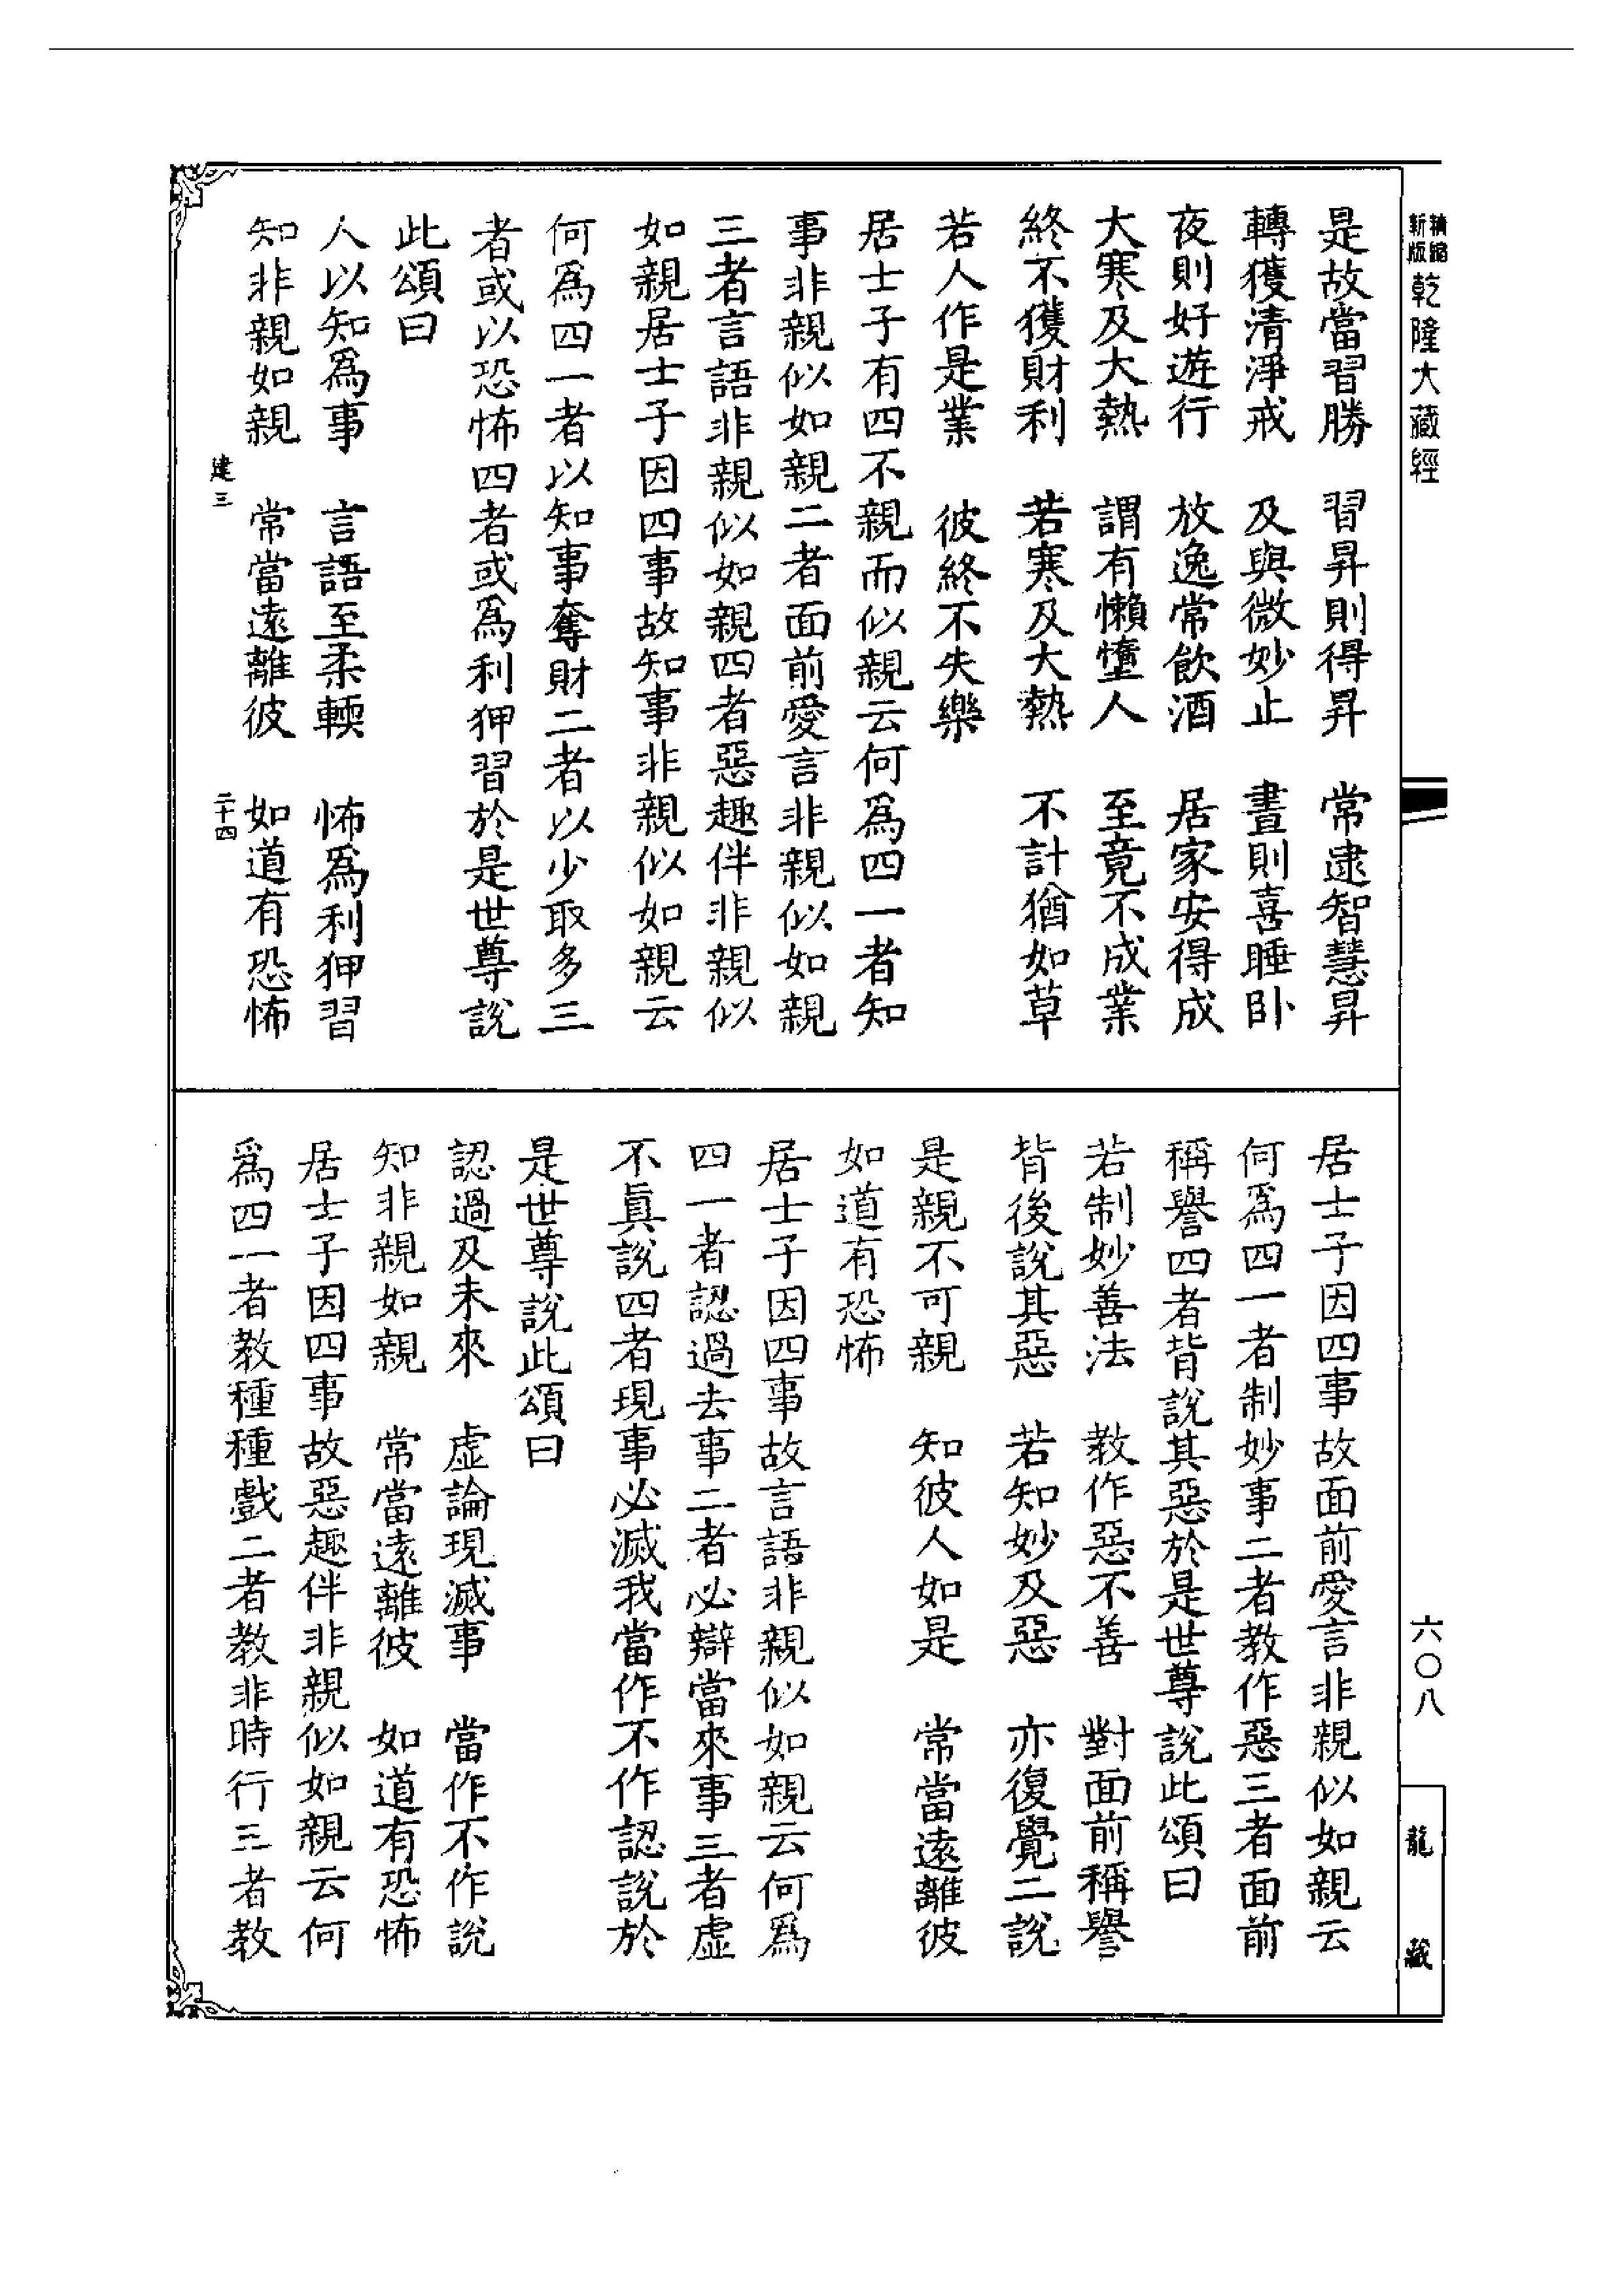 新版 精縮 乾隆大藏經
六〇八
龍藏
是故當習勝　習昇則得昇　常逮智慧昇
轉獲清淨戒　及與微妙止　晝則喜睡卧
夜則好遊行　放逸常飲酒　居家安得成
大寒及大熱　謂有懶墮人　至竟不成業
終不獲財利　若寒及大熱　不計猶如草
若人作是業　彼終不失樂
居士子有四不親而似親云何爲四一者知
事非親似如親二者面前愛言非親似如親
三者言語非親似如親四者惡趣伴非親似
如親居士子因四事故知事非親似如親云
何爲四一者以知事奪財二者以少取多三
者或以恐怖四者或爲利狎習於是世尊說
此頌曰
人以知爲事　言語至柔輭　怖爲利狎習
知非親如親　常當遠離彼　如道有恐怖
建三　二十四
居士子因四事故面前愛言非親似如親云
何爲四一者制妙事二者教作惡三者面前
稱譽四者背說其惡於是世尊說此頌曰
若制妙善法　教作惡不善　對面前稱譽
背後說其惡　若知妙及惡　亦復覺二說
是親不可親　知彼人如是　常當遠離彼
如道有恐怖
居士子因四事故言語非親似如親云何爲
四一者認過去事二者必辯當來事三者虛
不眞說四者現事必滅我當作不作認說於
是世尊說此頌曰
認過及未來　虛論現滅事　當作不作說
知非親如親　常當遠離彼　如道有恐怖
居士子因四事故惡趣伴非親似如親云何
爲四一者教種種戲二者教非時行三者教